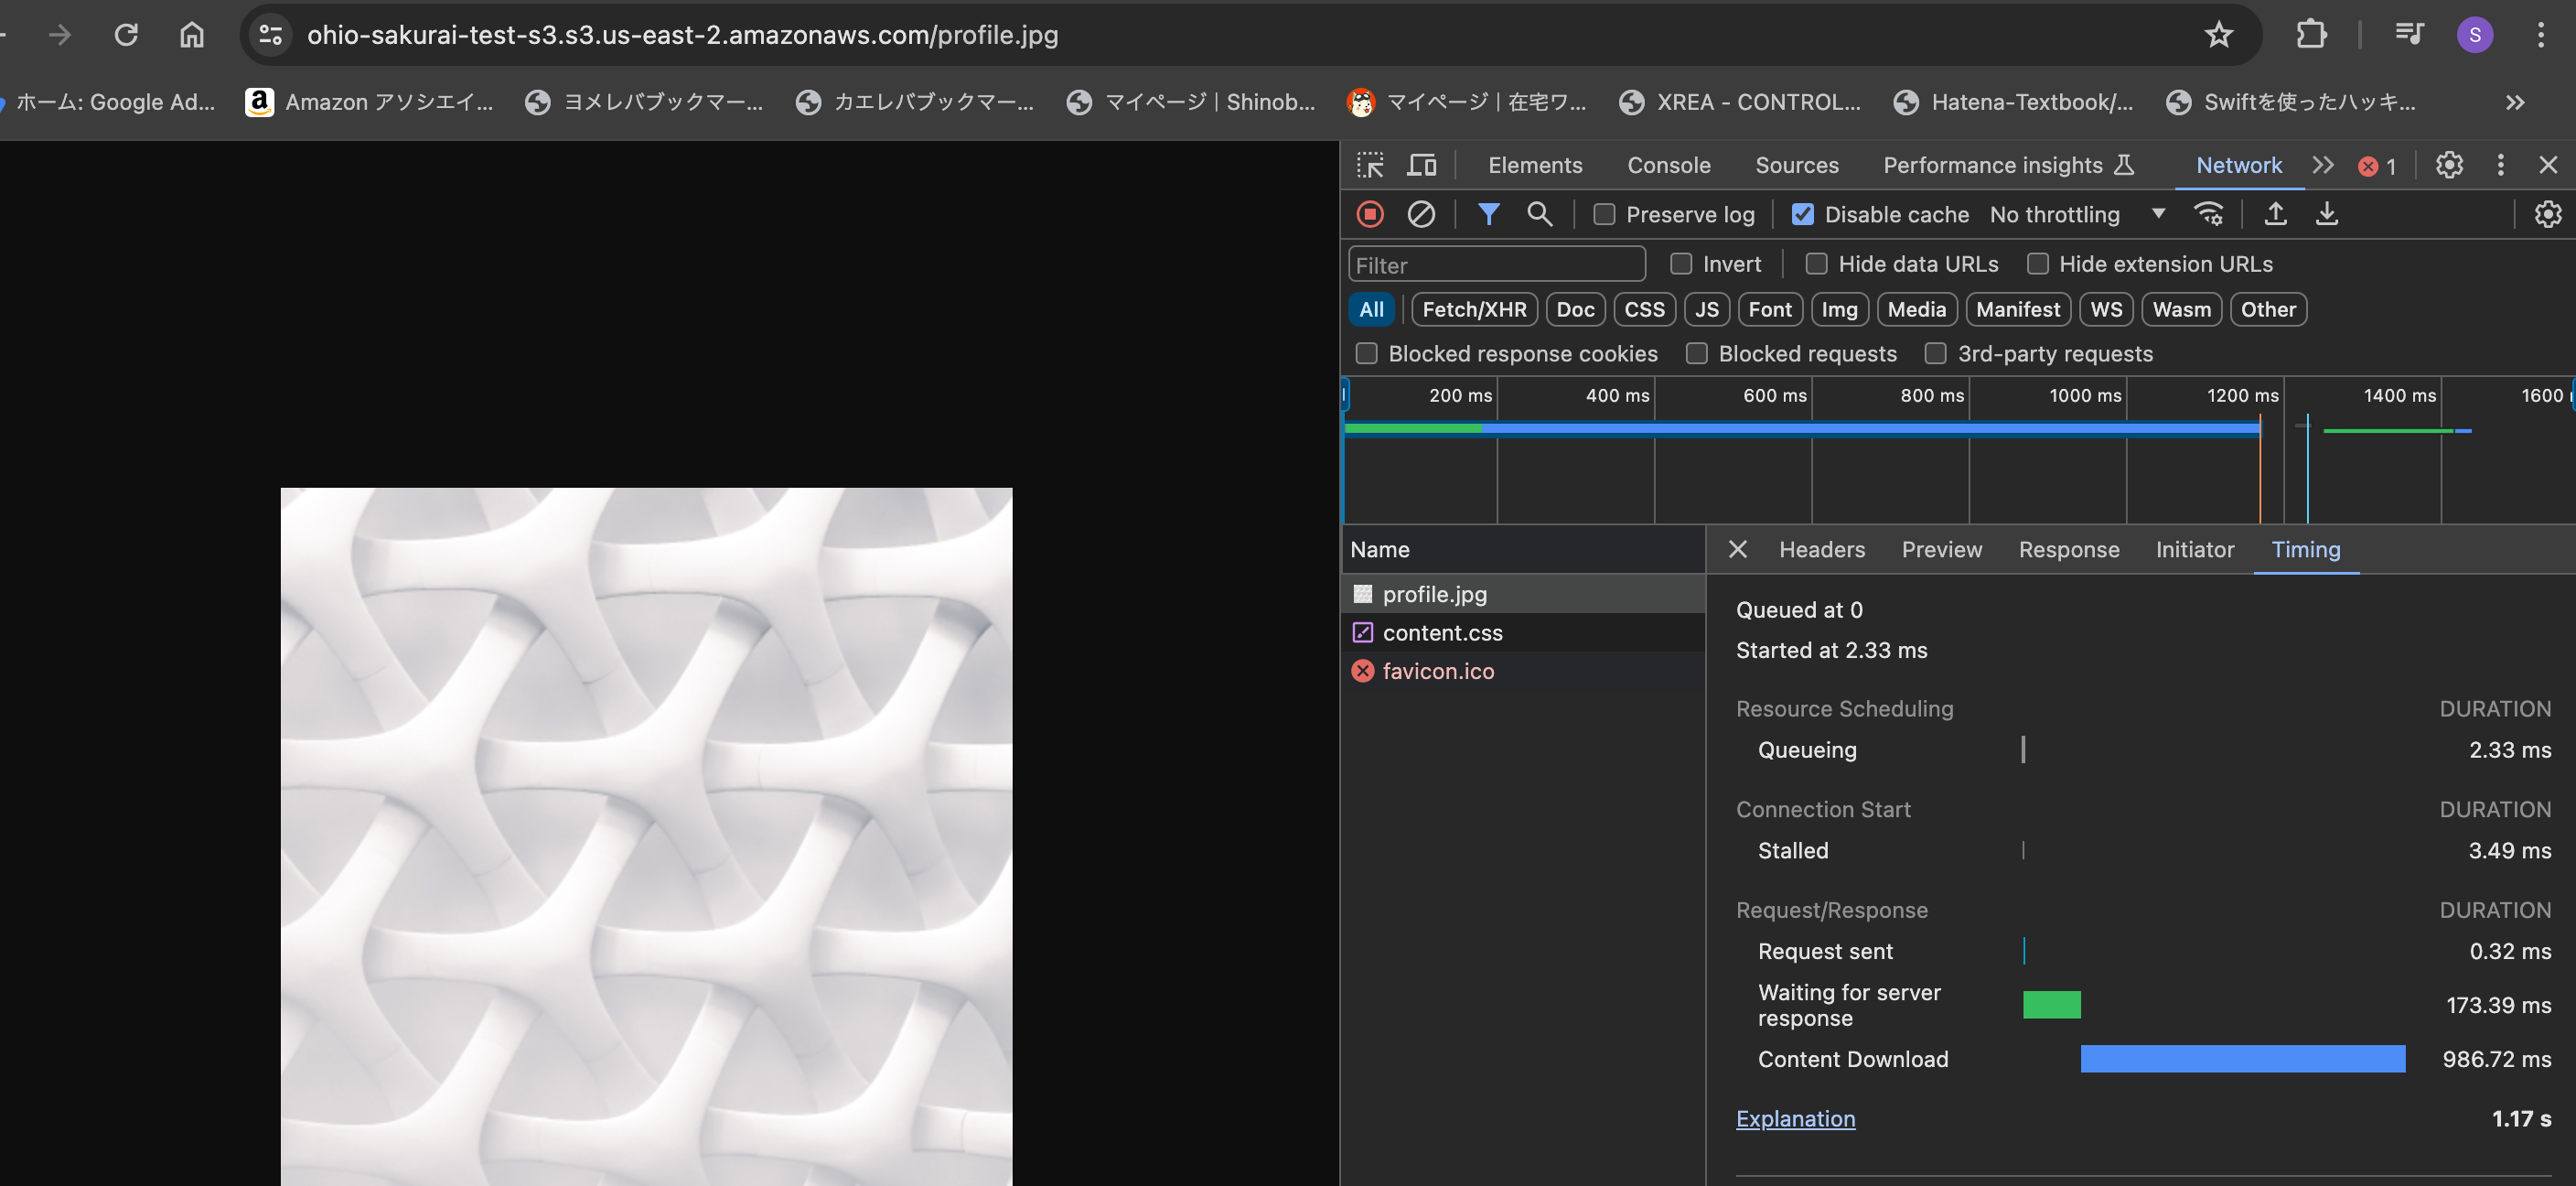 ohio-sakurai-test-s3.s3.us-east-2.amazonaws.com/profile.jpg
S
ホーム: Google Ad...
a Amazon アソシエイ...
ヨメレバブックマー...
カエレバブックマー...
マイページ | Shinob...
マイページ | 在宅ワ...
XREA - CONTROL...
Hatena-Textbook/...
Swiftを使ったハッキ...
Elements Console Sources Performance insights Network 1
Preserve log Disable cache No throttling
Filter Invert Hide data URLs Hide extension URLs
All Fetch/XHR Doc CSS JS Font Img Media Manifest WS Wasm Other
Blocked response cookies Blocked requests 3rd-party requests
200 ms 400 ms 600 ms 800 ms 1000 ms 1200 ms 1400 ms 1600
Name
profile.jpg
content.css
favicon.ico
Headers Preview Response Initiator Timing
Queued at 0
Started at 2.33 ms
Resource Scheduling DURATION
Queueing 2.33 ms
Connection Start DURATION
Stalled 3.49 ms
Request/Response DURATION
Request sent 0.32 ms
Waiting for server
response 173.39 ms
Content Download 986.72 ms
Explanation 1.17 s